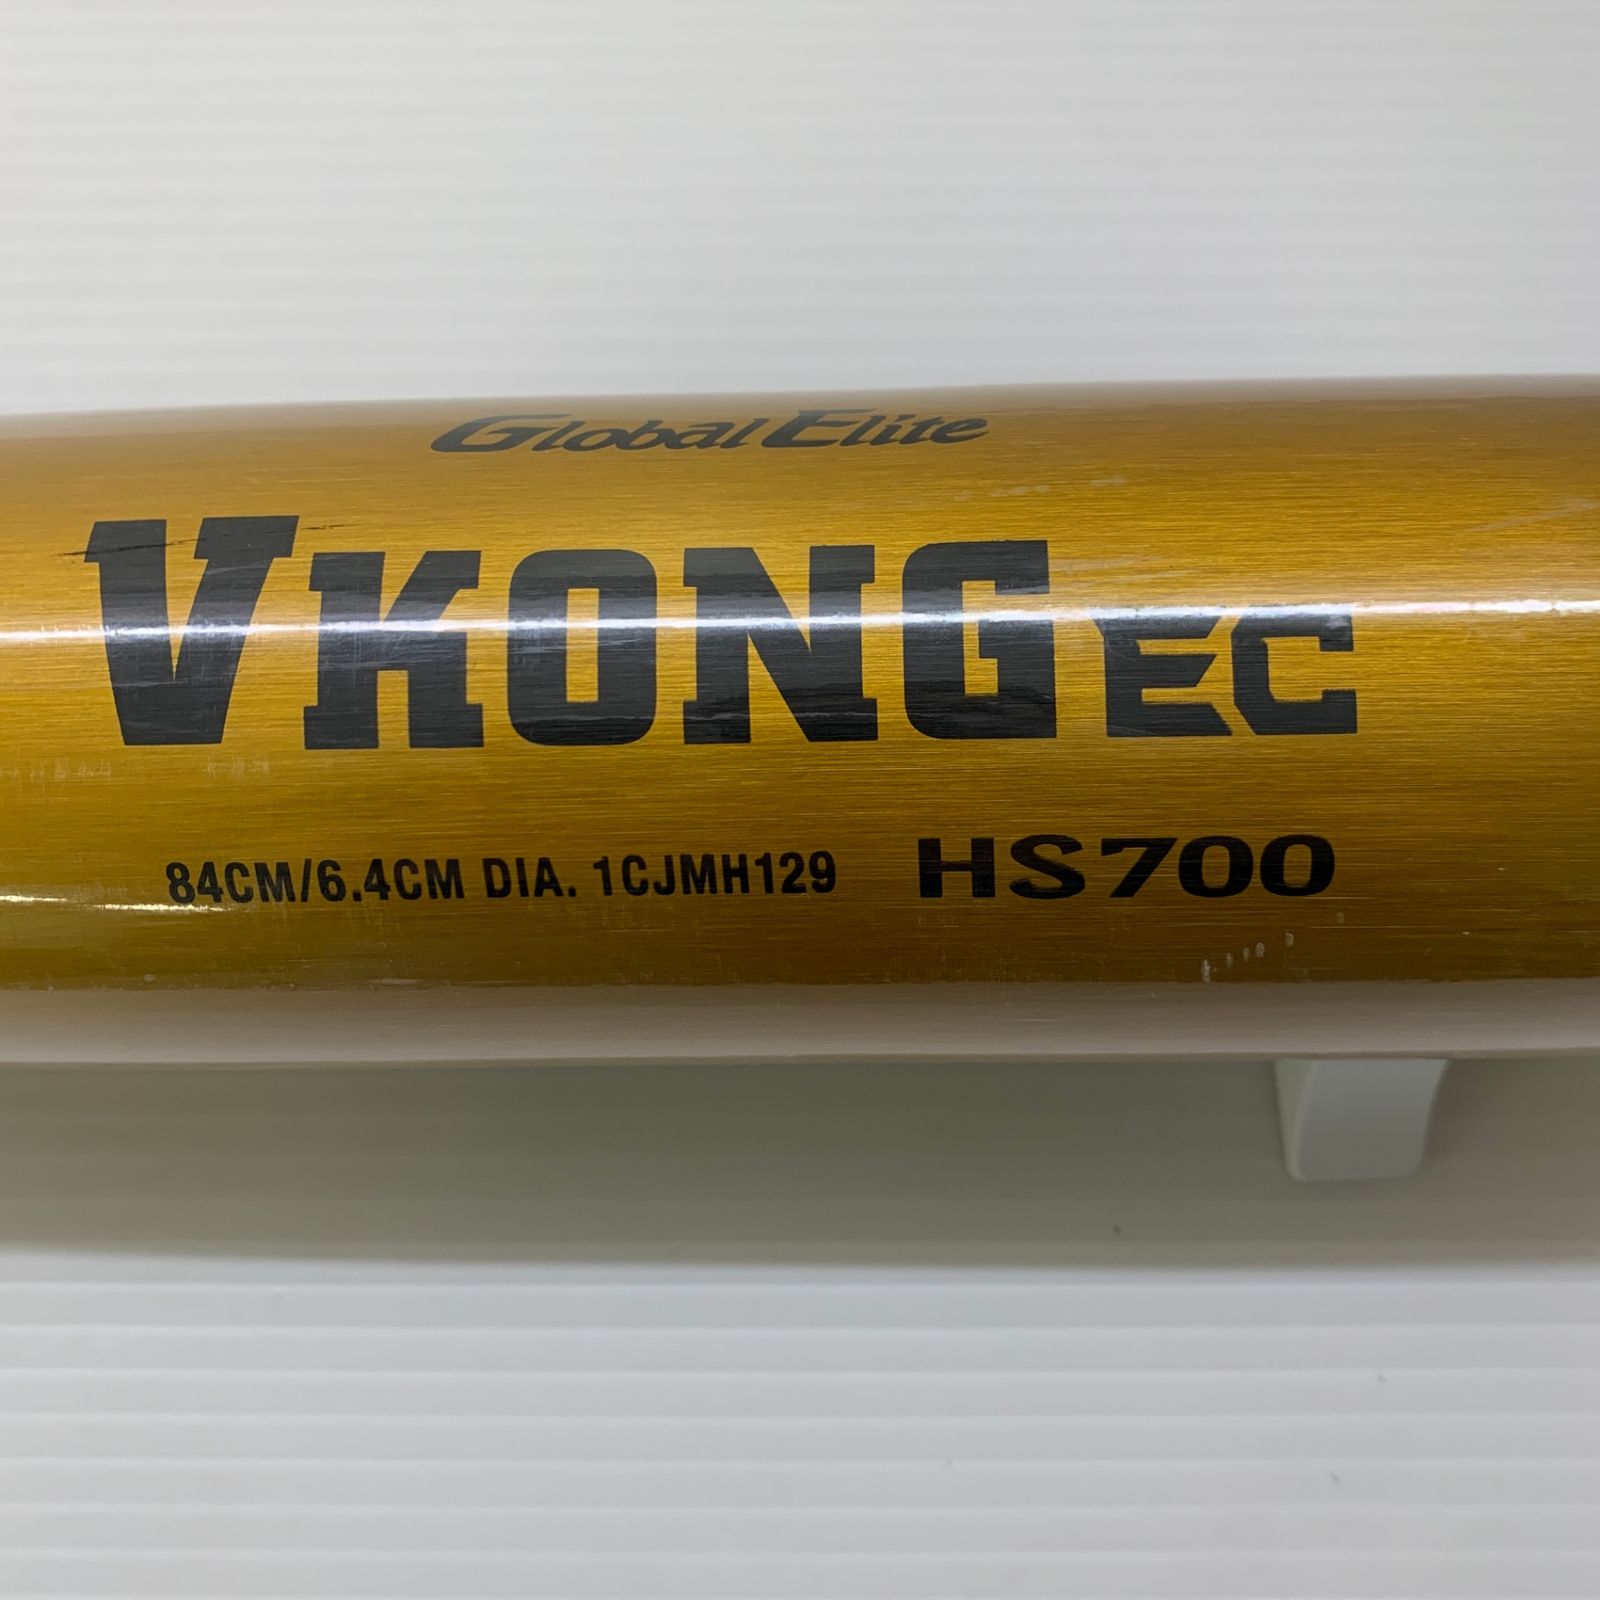 Global Elite
VKONG EC
84CM/6.4CM DIA. 1CJMH129 HS700